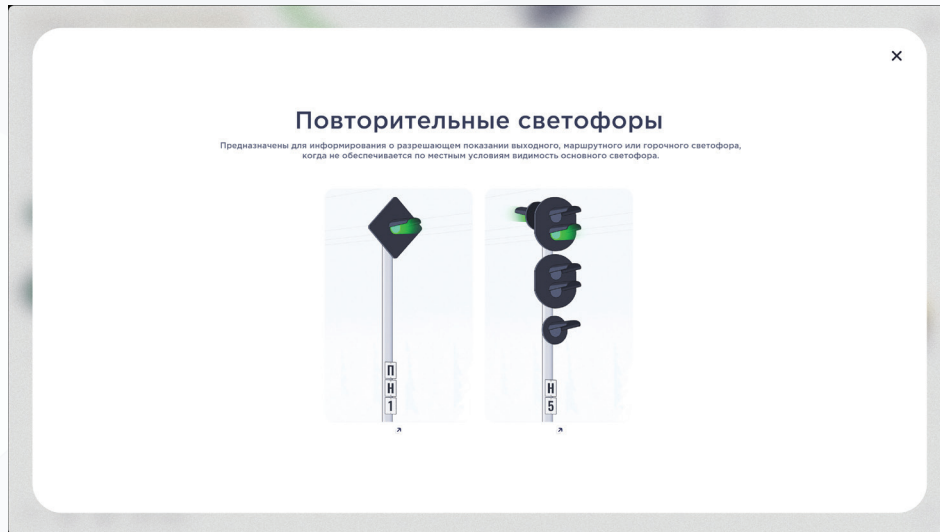 Повторительные светофоры
Предназначены для информирования о разрешающем показании выходного, маршрутного или горочного светофора,
когда не обеспечивается по местным условиям видимость основного светофора.
П
Н
1
Н
5